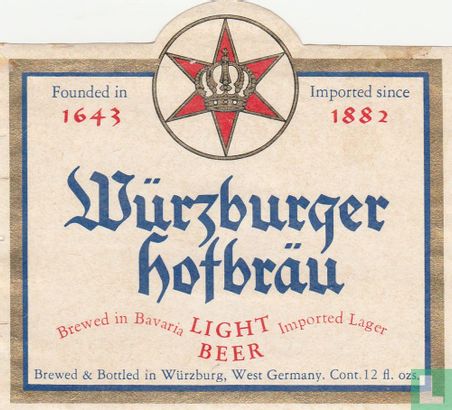 Founded in
1643
Imported since
1882
Würzburger
Hofbräu
Brewed in Bavaria LIGHT Imported Lager
BEER
Brewed & Bottled in Würzburg, West Germany. Cont. 12 fl. ozs.
catawiki